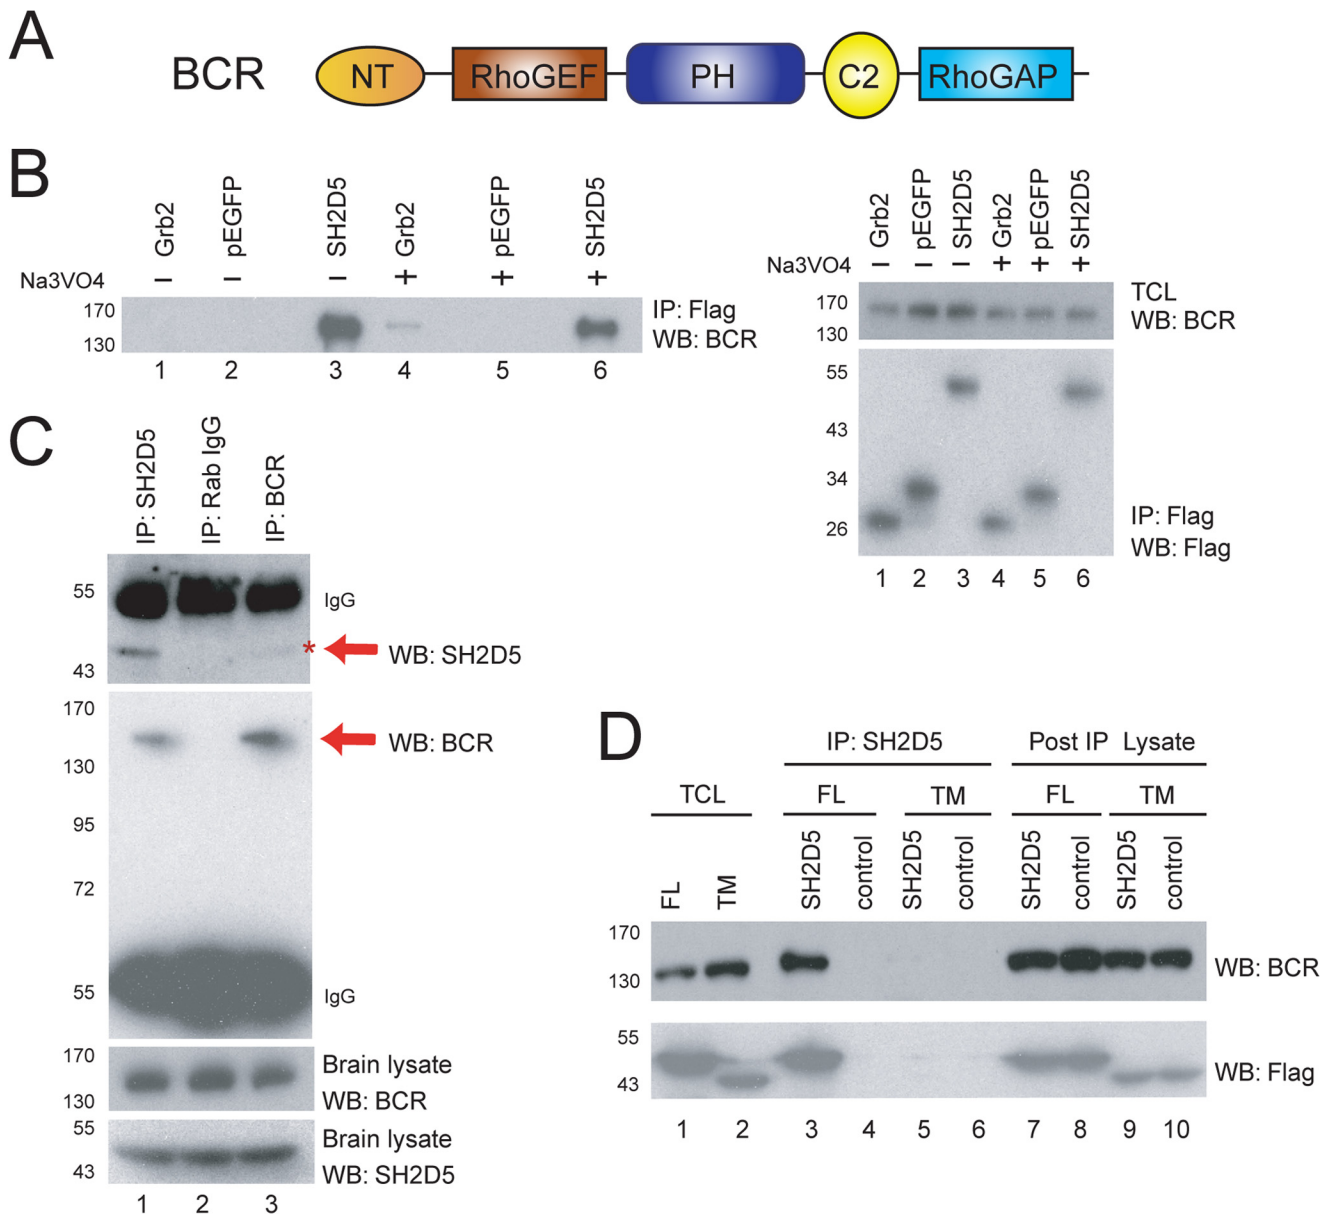 A
BCR
NT
RhoGEF
PH
C2
RhoGAP
B
Grb2
pEGFP
SH2D5
Grb2
pEGFP
SH2D5
Na3VO4 – – – + + +
170
130
IP: Flag
WB: BCR
1 2 3 4 5 6
Grb2
pEGFP
SH2D5
Grb2
pEGFP
SH2D5
Na3VO4 – – – + + +
170
130
TCL
WB: BCR
55
43
34
26
IP: Flag
WB: Flag
1 2 3 4 5 6
C
IP: SH2D5
IP: Rab IgG
IP: BCR
55
IgG
* WB: SH2D5
43
170
WB: BCR
130
95
72
55
IgG
170
130
Brain lysate
WB: BCR
55
43
Brain lysate
WB: SH2D5
1 2 3
D
IP: SH2D5
Post IP Lysate
TCL
FL
TM
FL
TM
FL
TM
SH2D5
control
SH2D5
control
SH2D5
control
SH2D5
control
170
130
WB: BCR
55
43
WB: Flag
1 2 3 4 5 6 7 8 9 10